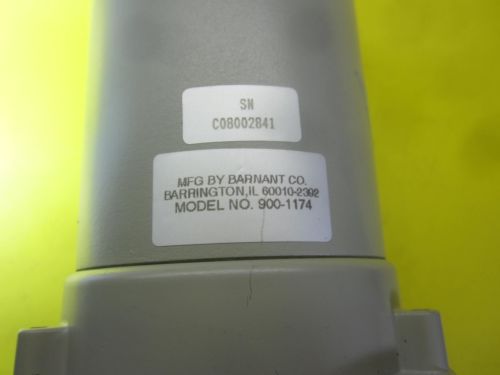 SN
C08002841
MFG BY BARNANT CO.
BARRINGTON,IL 60010-2392
MODEL NO. 900-1174